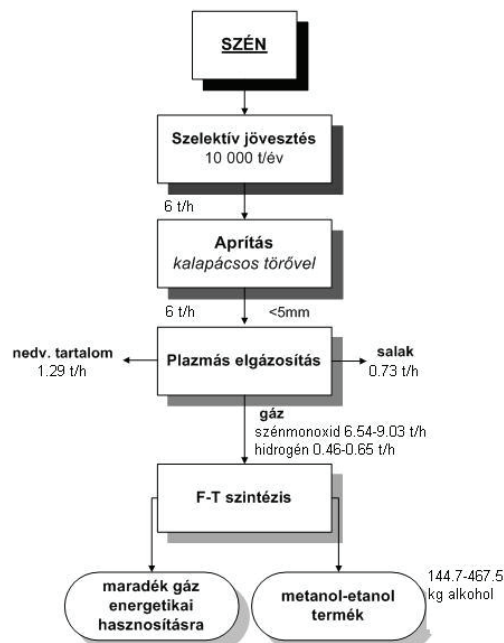 SZÉN
Szelektív jövesztés
10 000 t/év
6 t/h
Aprítás
kalapácsos törővel
6 t/h
<5mm
nedv. tartalom
1.29 t/h
Plazmás elgázosítás
salak
0.73 t/h
gáz
szénmonoxid 6.54-9.03 t/h
hidrogén 0.46-0.65 t/h
F-T szintézis
maradék gáz
energetikai
hasznosításra
metanol-etanol
termék
144.7-467.5
kg alkohol